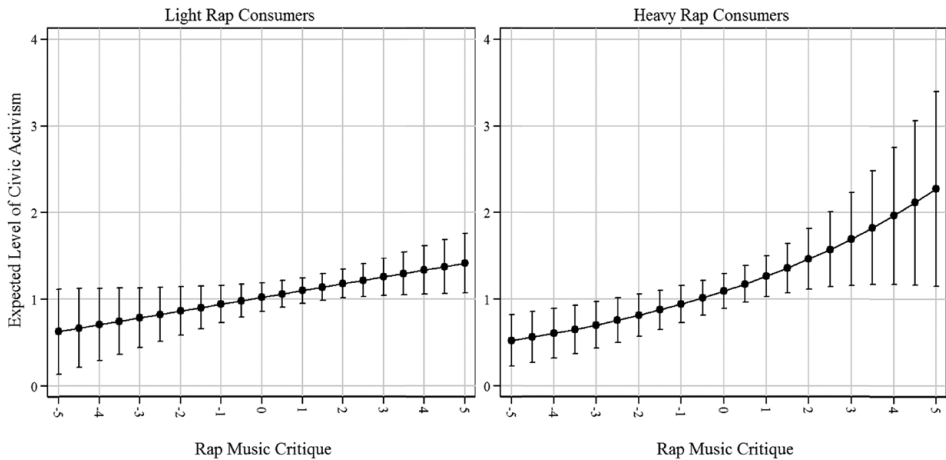 Light Rap Consumers
Heavy Rap Consumers
Expected Level of Civic Activism
4
3
2
1
0
4
3
2
1
0
-5 -4 -3 -2 -1 0 1 2 3 4 5
-5 -4 -3 -2 -1 0 1 2 3 4 5
Rap Music Critique
Rap Music Critique